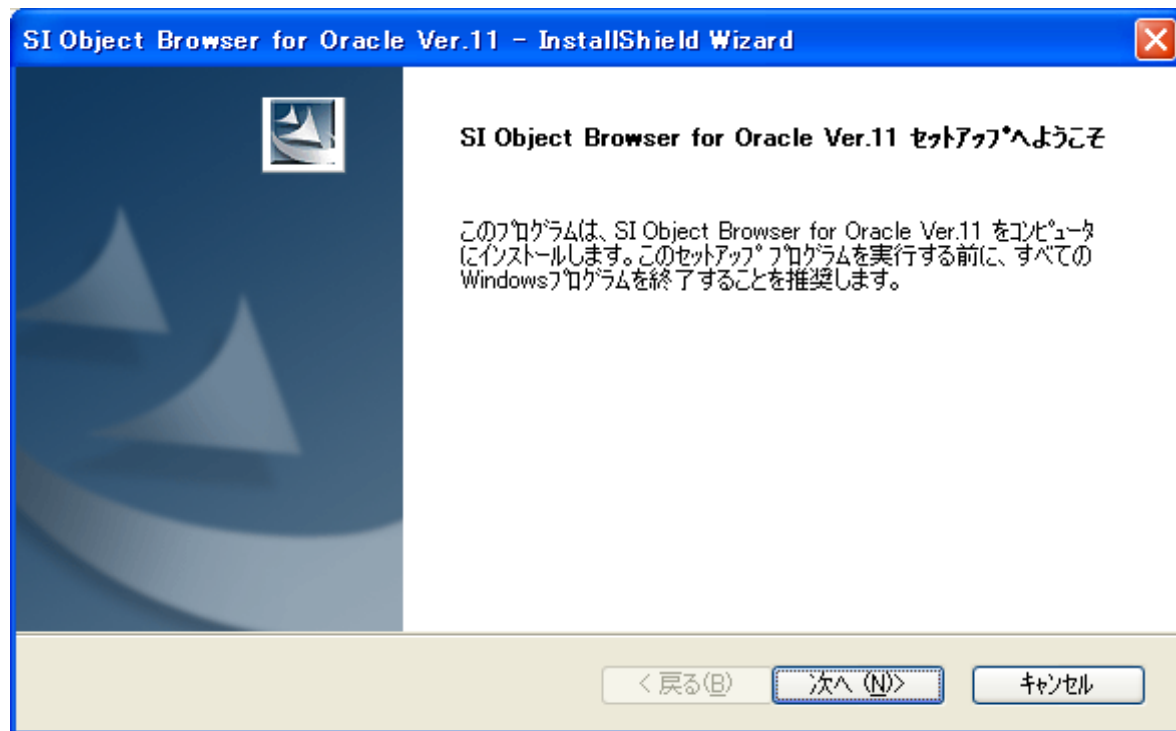 SI Object Browser for Oracle Ver.11 - InstallShield Wizard
SI Object Browser for Oracle Ver.11 ｾｯﾄｱｯﾌﾟへようこそ
このﾌﾟﾛｸﾞﾗﾑは、SI Object Browser for Oracle Ver.11 をｺﾝﾋﾟｭｰﾀ
にｲﾝｽﾄｰﾙします。このｾｯﾄｱｯﾌﾟ ﾌﾟﾛｸﾞﾗﾑを実行する前に、すべての
Windowsﾌﾟﾛｸﾞﾗﾑを終了することを推奨します。
< 戻る(B) 次へ (N)> ｷｬﾝｾﾙ